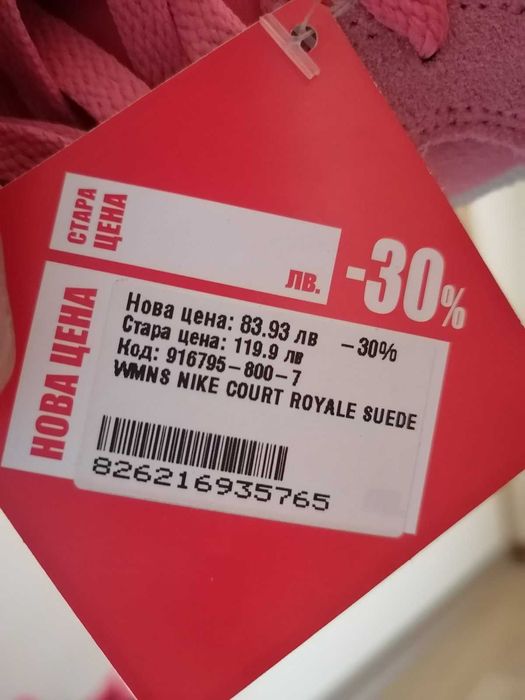 СТАРА
ЦЕНА
ЛВ.
-30%
НОВА ЦЕНА
Нова цена: 83.93 лв -30%
Стара цена: 119.9 лв
Код: 916795-800-7
WMNS NIKE COURT ROYALE SUEDE
826216935765